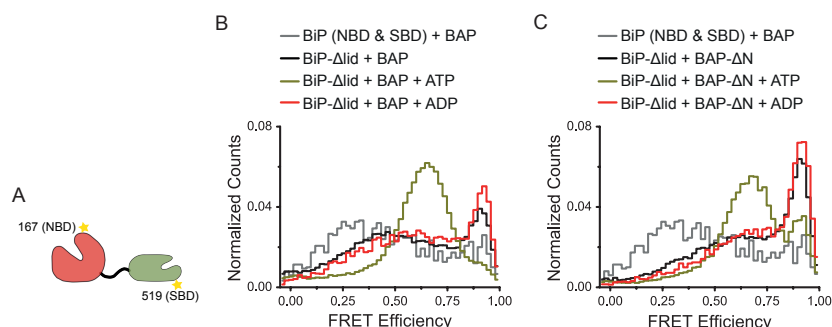 A
167 (NBD)
519 (SBD)
B
BiP (NBD & SBD) + BAP
BiP-Δlid + BAP
BiP-Δlid + BAP + ATP
BiP-Δlid + BAP + ADP
Normalized Counts
0.08
0.04
0.00
0.00
0.25
0.50
0.75
1.00
FRET Efficiency
C
BiP (NBD & SBD) + BAP
BiP-Δlid + BAP-ΔN
BiP-Δlid + BAP-ΔN + ATP
BiP-Δlid + BAP-ΔN + ADP
Normalized Counts
0.08
0.04
0.00
0.00
0.25
0.50
0.75
1.00
FRET Efficiency